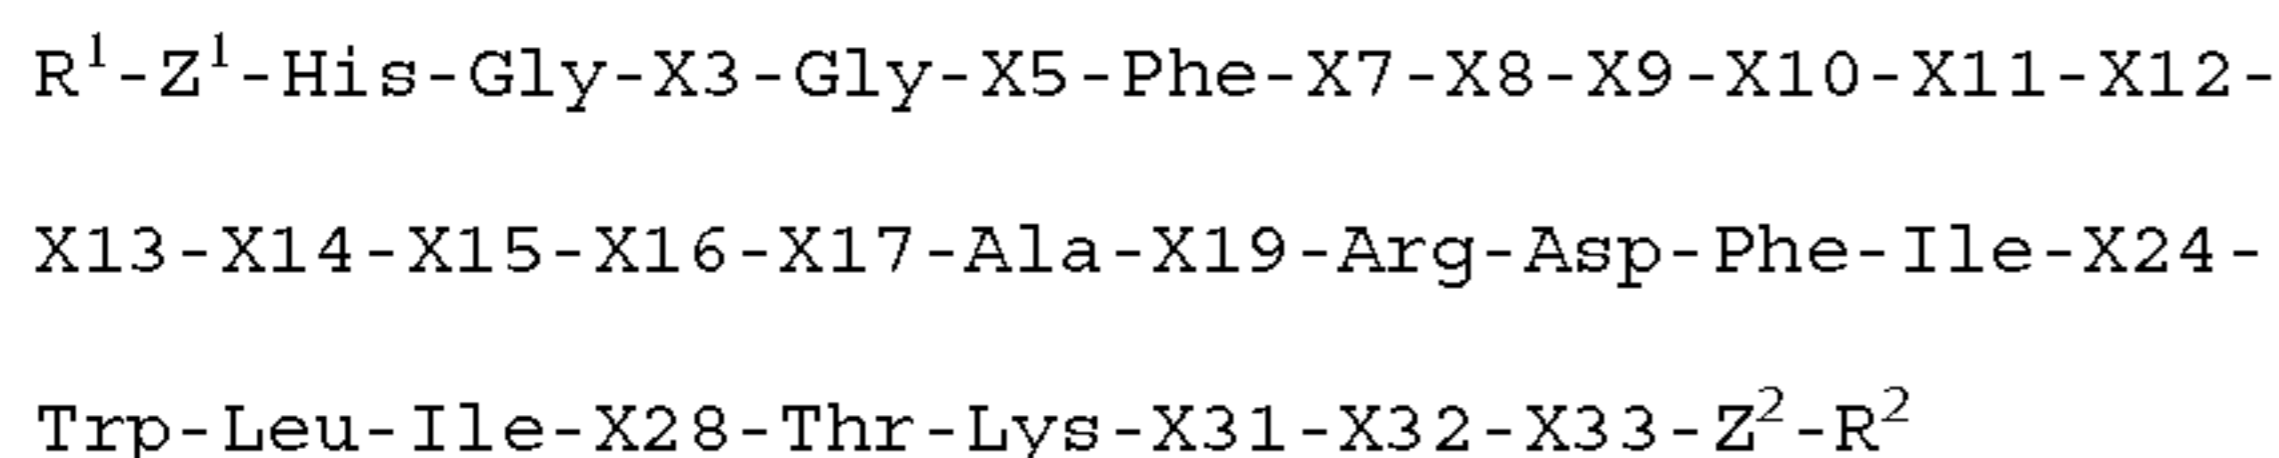 R¹-Z¹-His-Gly-X3-Gly-X5-Phe-X7-X8-X9-X10-X11-X12-
X13-X14-X15-X16-X17-Ala-X19-Arg-Asp-Phe-Ile-X24-
Trp-Leu-Ile-X28-Thr-Lys-X31-X32-X33-Z²-R²